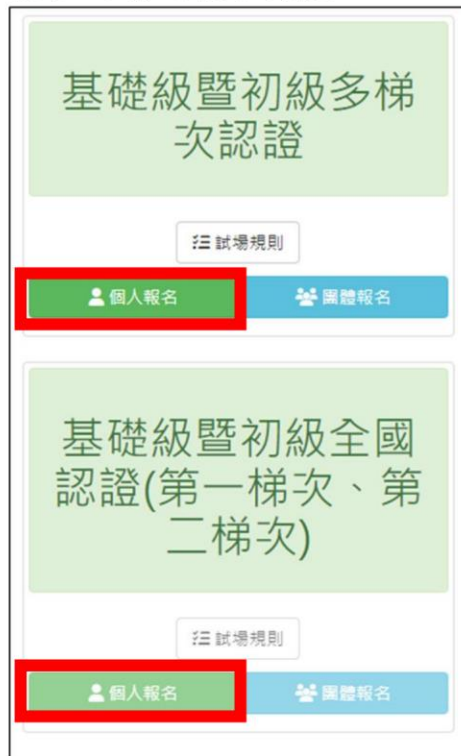 基礎級暨初級多梯
次認證
試場規則
個人報名 團體報名
基礎級暨初級全國
認證(第一梯次、第
二梯次)
試場規則
個人報名 團體報名